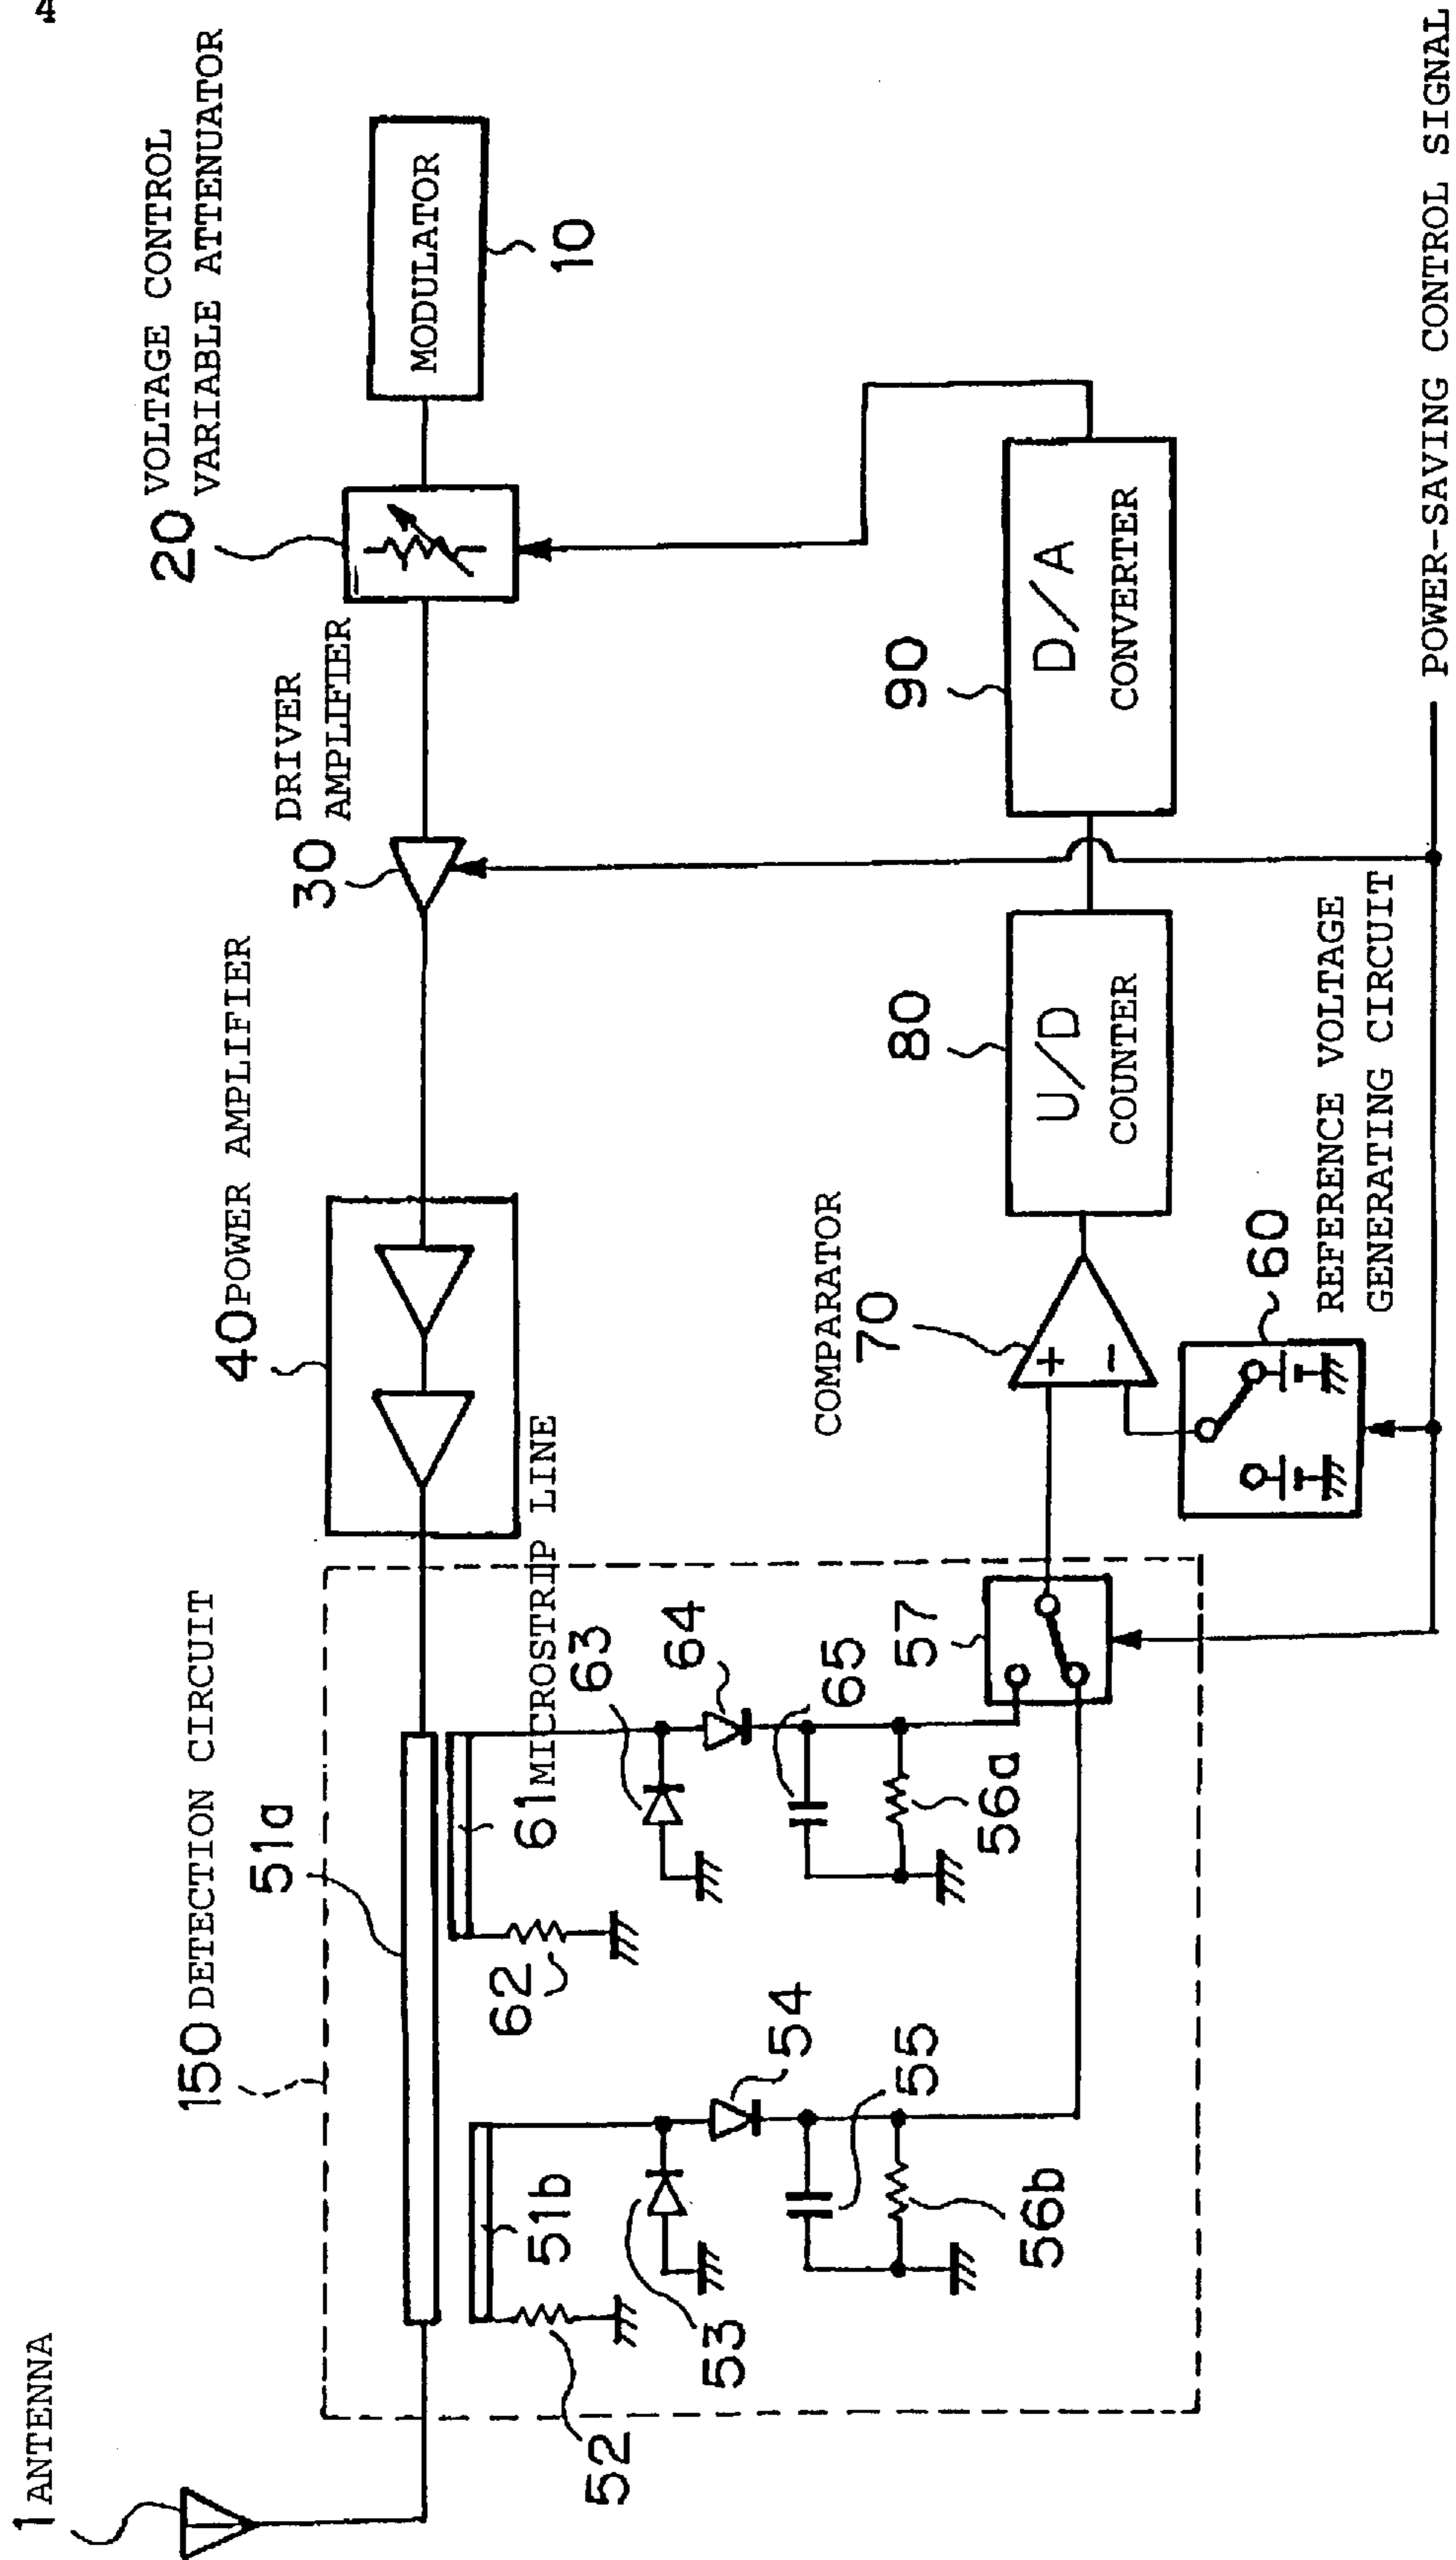 4
1 ANTENNA
150 DETECTION CIRCUIT
51a
40 POWER AMPLIFIER
30
DRIVER
AMPLIFIER
20
VOLTAGE CONTROL
VARIABLE ATTENUATOR
MODULATOR
10
52
51b
53
54
55
56b
62
61 MICROSTRIP LINE
63
64
65
56a
57
COMPARATOR
70
+
−
60
REFERENCE VOLTAGE
GENERATING CIRCUIT
80
U/D
COUNTER
90
D/A
CONVERTER
POWER-SAVING CONTROL SIGNAL